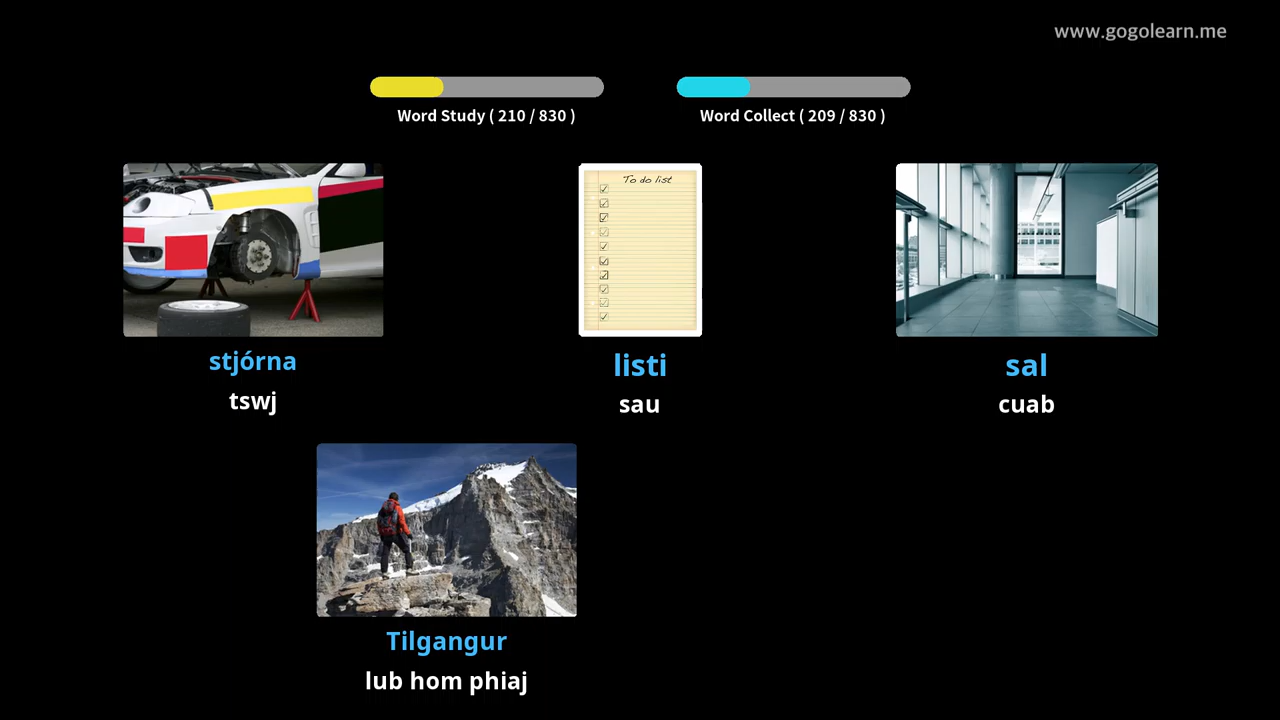 www.gogolearn.me
Word Study ( 210 / 830 )
Word Collect ( 209 / 830 )
To do list
stjórna
tswj
listi
sau
sal
cuab
Tilgangur
lub hom phiaj